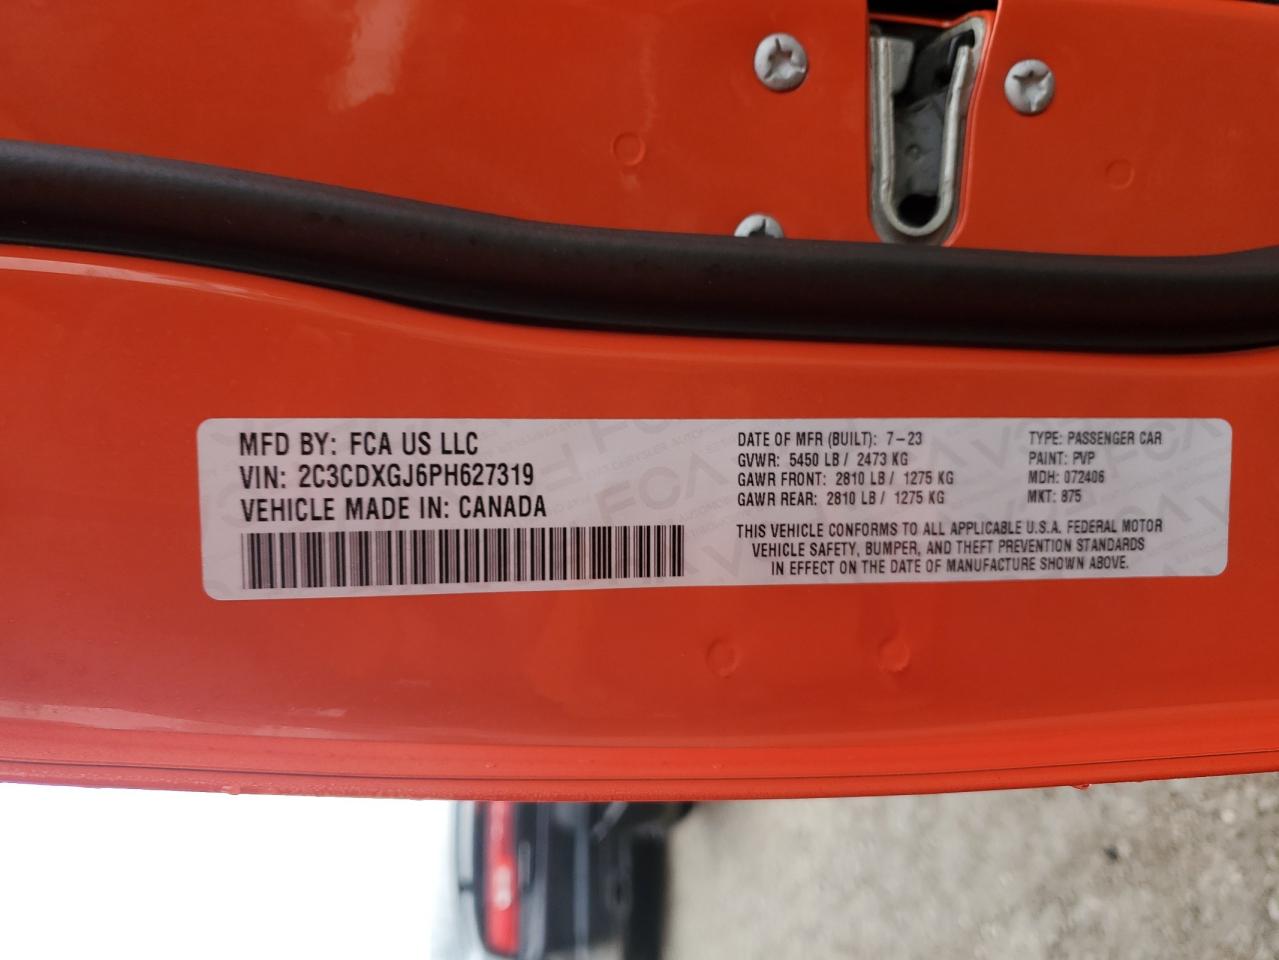 MFD BY: FCA US LLC
VIN: 2C3CDXGJ6PH627319
VEHICLE MADE IN: CANADA
DATE OF MFR (BUILT): 7-23
GVWR: 5450 LB / 2473 KG
GAWR FRONT: 2810 LB / 1275 KG
GAWR REAR: 2810 LB / 1275 KG
TYPE: PASSENGER CAR
PAINT: PVP
MDH: 072406
MKT: 875
THIS VEHICLE CONFORMS TO ALL APPLICABLE U.S.A. FEDERAL MOTOR
VEHICLE SAFETY, BUMPER, AND THEFT PREVENTION STANDARDS
IN EFFECT ON THE DATE OF MANUFACTURE SHOWN ABOVE.